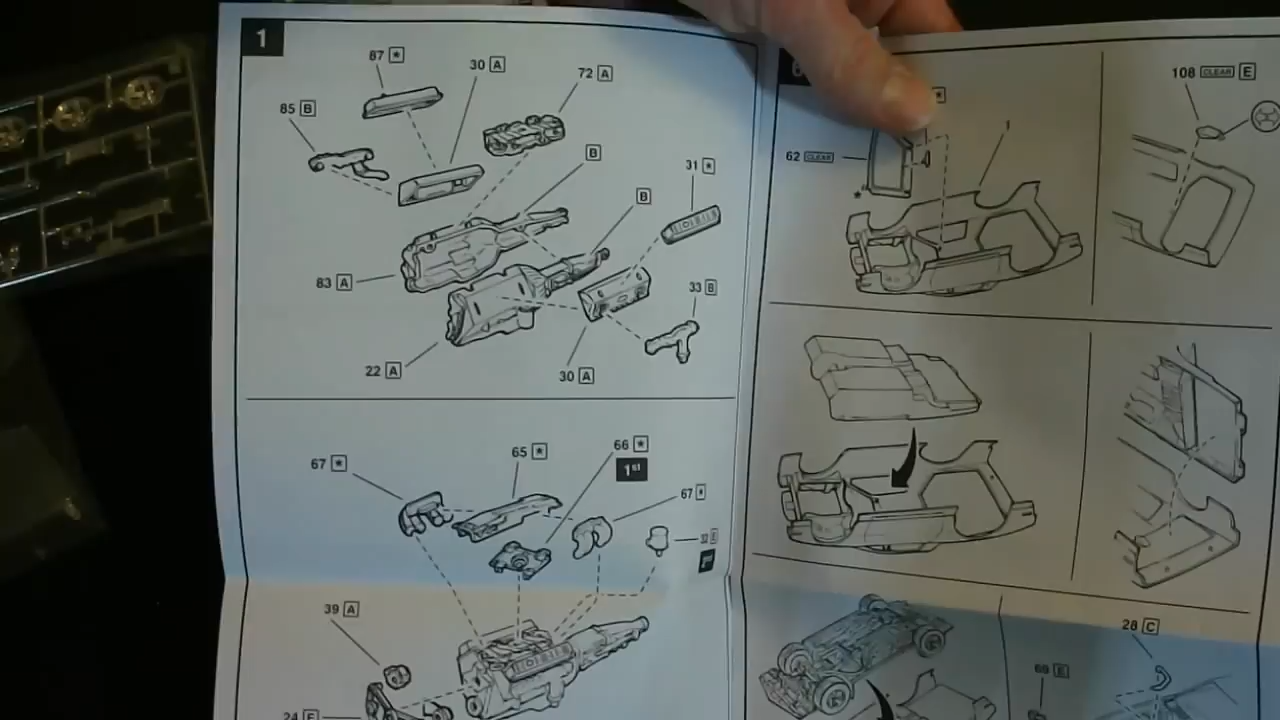 1
87 *
30 A
72 A
85 B
B
31 *
B
83 A
33 B
22 A
30 A
67 *
65 *
66 *
1ST
67 *
39 A
24 E
108 CLEAR E
62 CLEAR
1
28 C
69 E